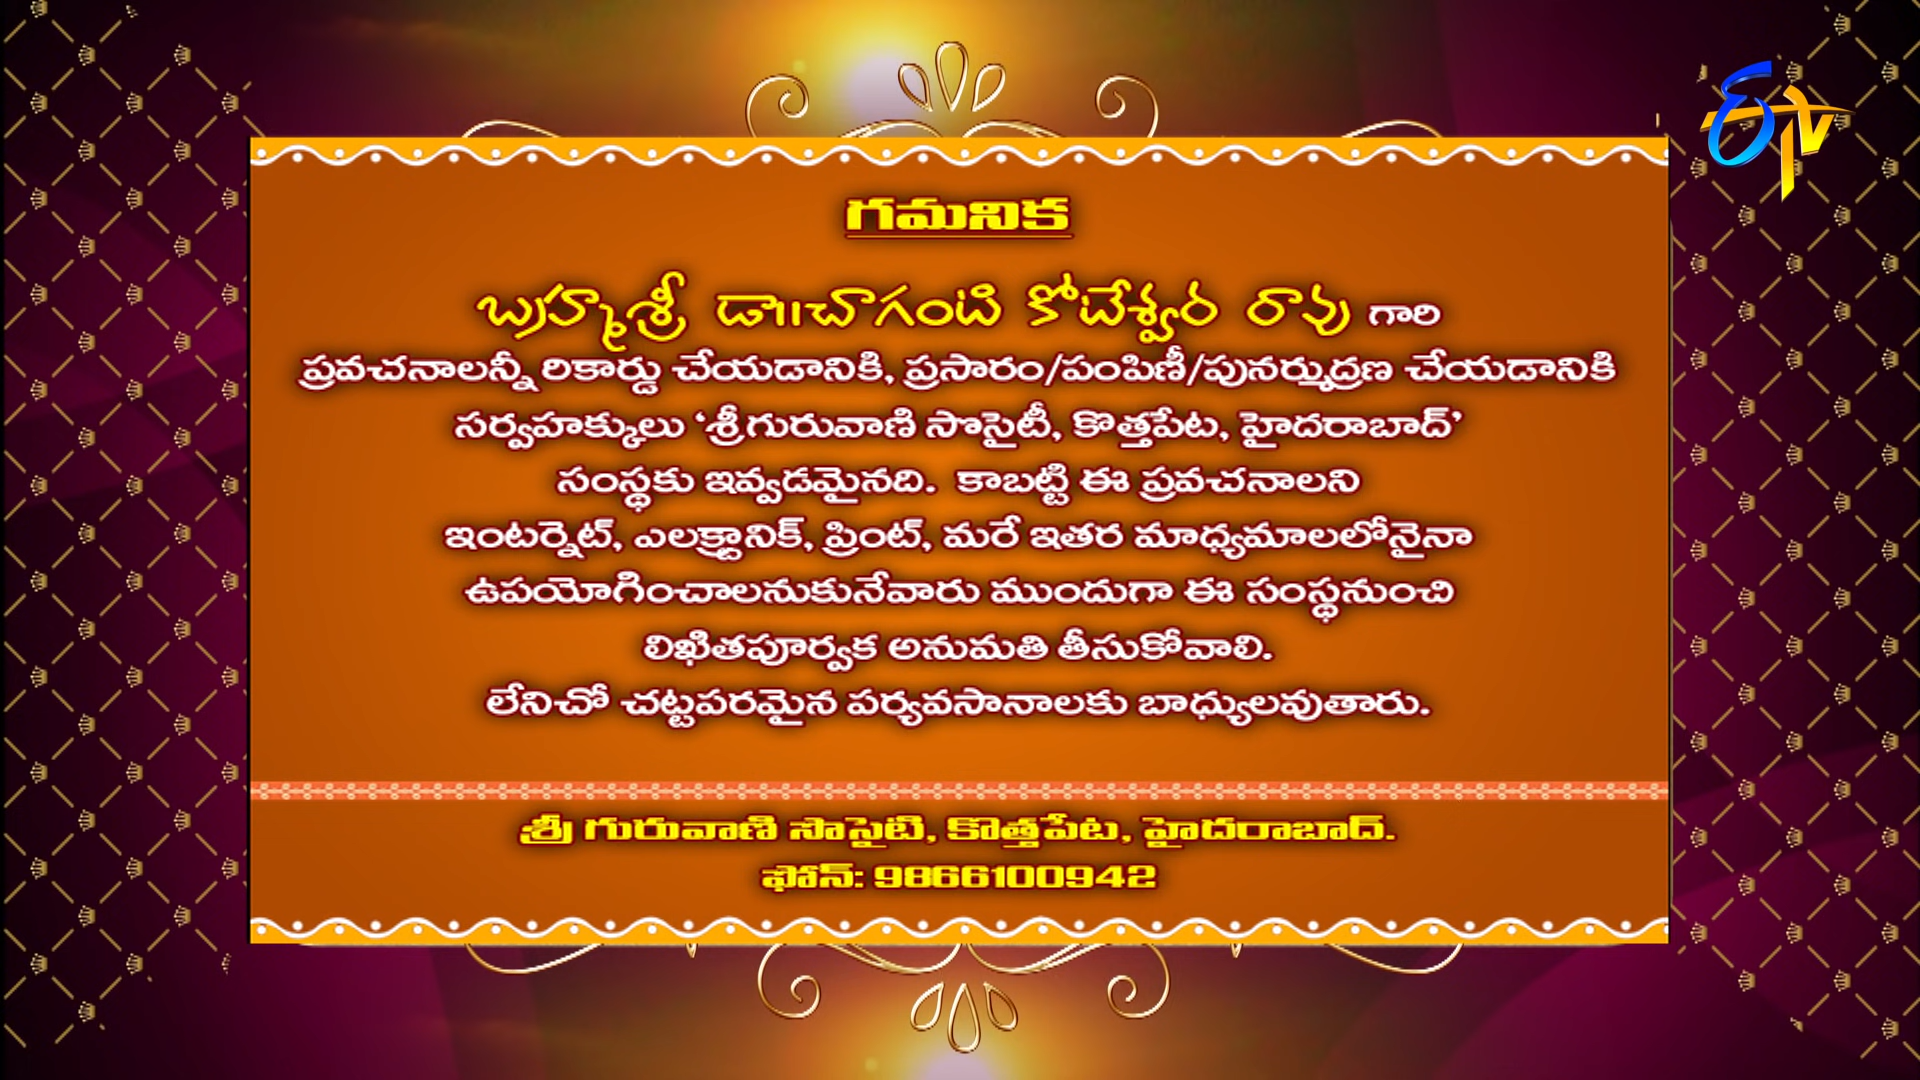 ఈTV
గమనిక
బ్రహ్మశ్రీ డా॥చాగంటి కోటేశ్వర రావు గారి
ప్రవచనాలన్నీ రికార్డు చేయడానికి, ప్రసారం/పంపిణీ/పునర్ముద్రణ చేయడానికి
సర్వహక్కులు ‘శ్రీగురువాణి సొసైటీ, కొత్తపేట, హైదరాబాద్’
సంస్థకు ఇవ్వడమైనది. కాబట్టి ఈ ప్రవచనాలని
ఇంటర్నెట్, ఎలక్ట్రానిక్, ప్రింట్, మరే ఇతర మాధ్యమాలలోనైనా
ఉపయోగించాలనుకునేవారు ముందుగా ఈ సంస్థనుంచి
లిఖితపూర్వక అనుమతి తీసుకోవాలి.
లేనిచో చట్టపరమైన పర్యవసానాలకు బాధ్యులవుతారు.
శ్రీ గురువాణి సొసైటి, కొత్తపేట, హైదరాబాద్.
ఫోన్: 9866100942